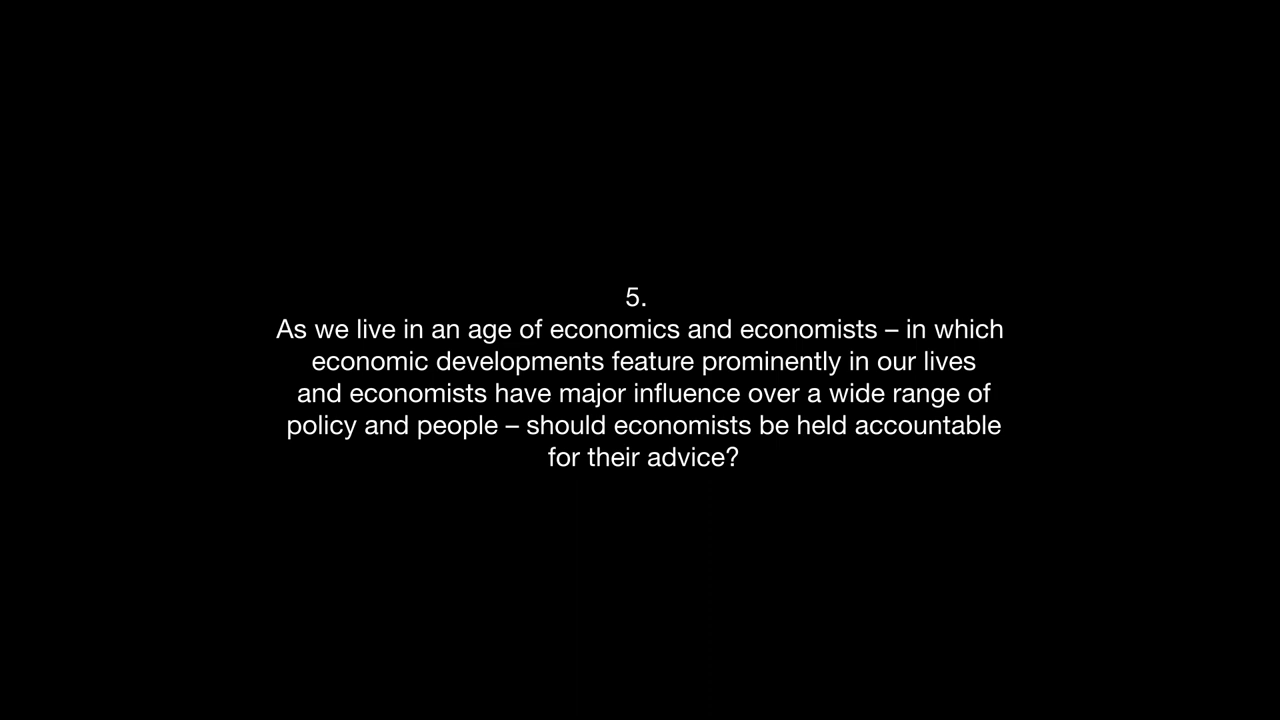 5.
As we live in an age of economics and economists – in which
economic developments feature prominently in our lives
and economists have major influence over a wide range of
policy and people – should economists be held accountable
for their advice?